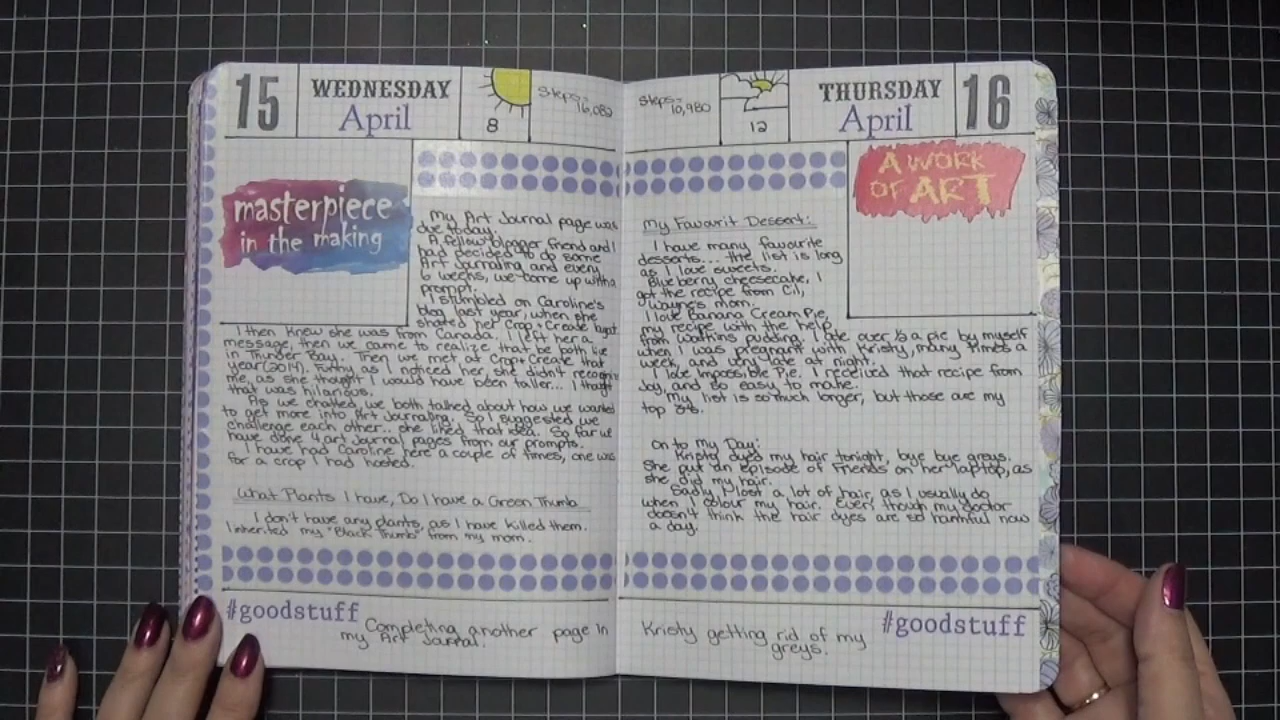 15
WEDNESDAY
April
8
Steps-
16,082
masterpiece
in the making
My Art Journal page was
due today.
A fellow blogger friend and I
had decided to do some
Art Journaling and every
6 weeks, we come up with a
prompt.
I stumbled on Caroline's
blog last year, when she
shared her Crop & Create
I then knew she was from Canada. I left her a
message, then we came to realize that we both live
in Thunder Bay. Then we met at Crop & Create that
year (2014). Funny as I noticed her, she didn't recognize
me, as she thought I would have been taller... I thought
that was hilarious.
As we chatted, we both talked about how we wanted
to get more into Art Journaling. So I suggested we
challenge each other.. she liked that idea. So far we
have done 4 art Journal pages from our prompts.
I have had Caroline here a couple of times, one was
for a crop I had hosted.
What Plants I have, Do I have a Green Thumb
I don't have any plants, as I have killed them.
I inherited my "Black Thumb" from my mom.
#goodstuff
Completing another page in
my Art Journal.
Steps-
10,980
12
THURSDAY
April
16
A WORK
OF ART
My Favourit Dessert:
I have many favourite
desserts... the list is long
as I love sweets.
Blueberry cheesecake, I
got the recipe from Cil,
Wayne's mom.
I love Banana Cream Pie,
my recipe with the help
from Watkins pudding. I ate over ½ a pie by myself
when I was pregnant with Kristy, many times a
week, and very late at night.
I love Impossible Pie. I received that recipe from
Joy, and so easy to make.
My list is so much longer, but those are my
top 3.
On to my Day:
Kristy dyed my hair tonight, bye bye greys.
She put an episode of Friends on her laptop, as
she did my hair.
Sadly I lost a lot of hair, as I usually do
when I colour my hair. Even though my doctor
doesn't think the hair dyes are so harmful now
a day.
Kristy getting rid of my
greys.
#goodstuff